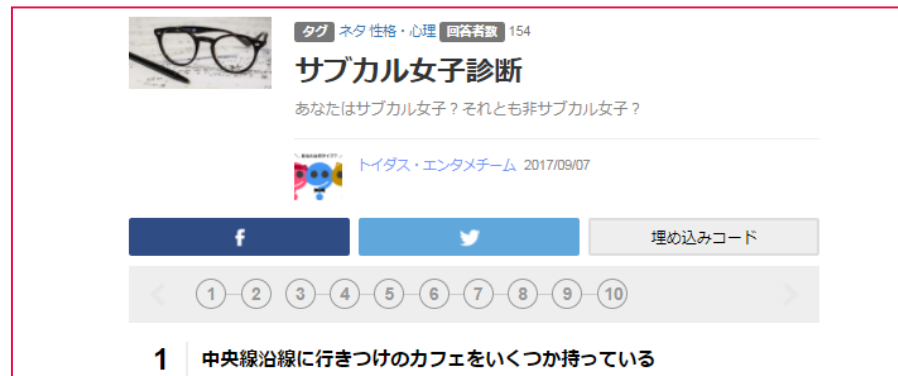 タグ ネタ 性格・心理 回答者数 154
サブカル女子診断
あなたはサブカル女子?それとも非サブカル女子?
トイダス・エンタメチーム 2017/09/07
f
埋め込みコード
1 2 3 4 5 6 7 8 9 10
1 中央線沿線に行きつけのカフェをいくつか持っている